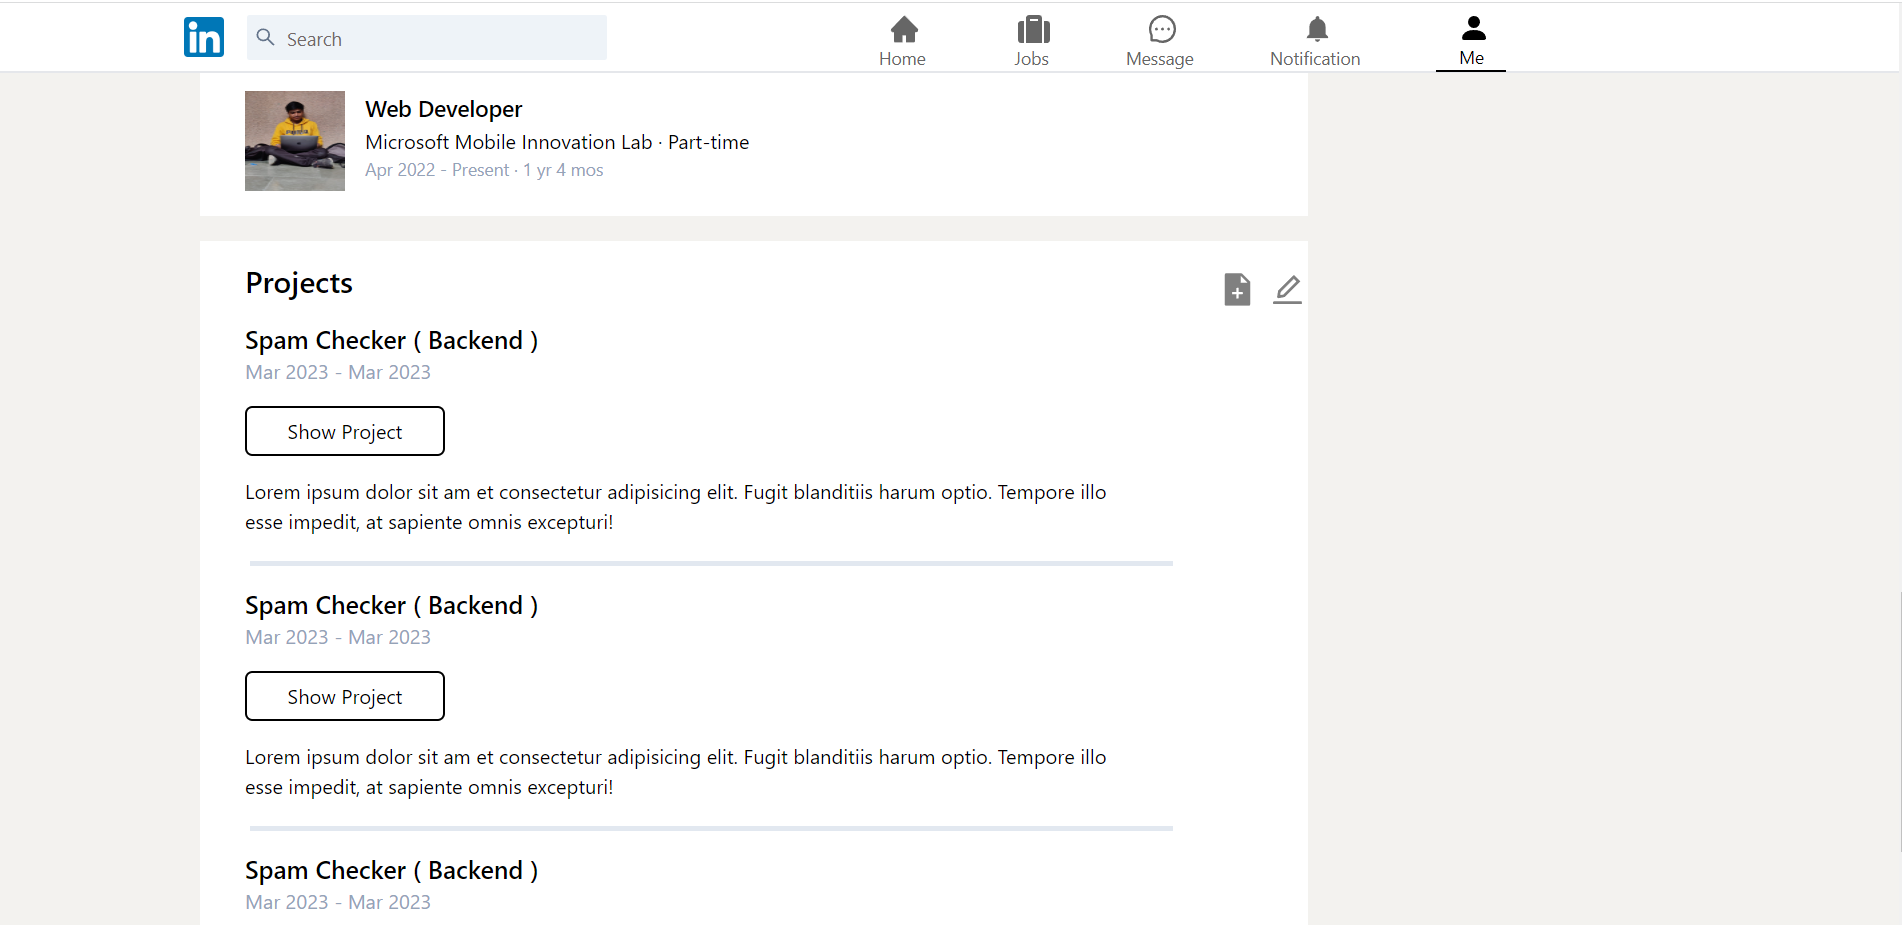 in
Search
Home
Jobs
Message
Notification
Me
Web Developer
Microsoft Mobile Innovation Lab · Part-time
Apr 2022 - Present · 1 yr 4 mos
Projects
Spam Checker ( Backend )
Mar 2023 - Mar 2023
Show Project
Lorem ipsum dolor sit am et consectetur adipisicing elit. Fugit blanditiis harum optio. Tempore illo
esse impedit, at sapiente omnis excepturi!
Spam Checker ( Backend )
Mar 2023 - Mar 2023
Show Project
Lorem ipsum dolor sit am et consectetur adipisicing elit. Fugit blanditiis harum optio. Tempore illo
esse impedit, at sapiente omnis excepturi!
Spam Checker ( Backend )
Mar 2023 - Mar 2023